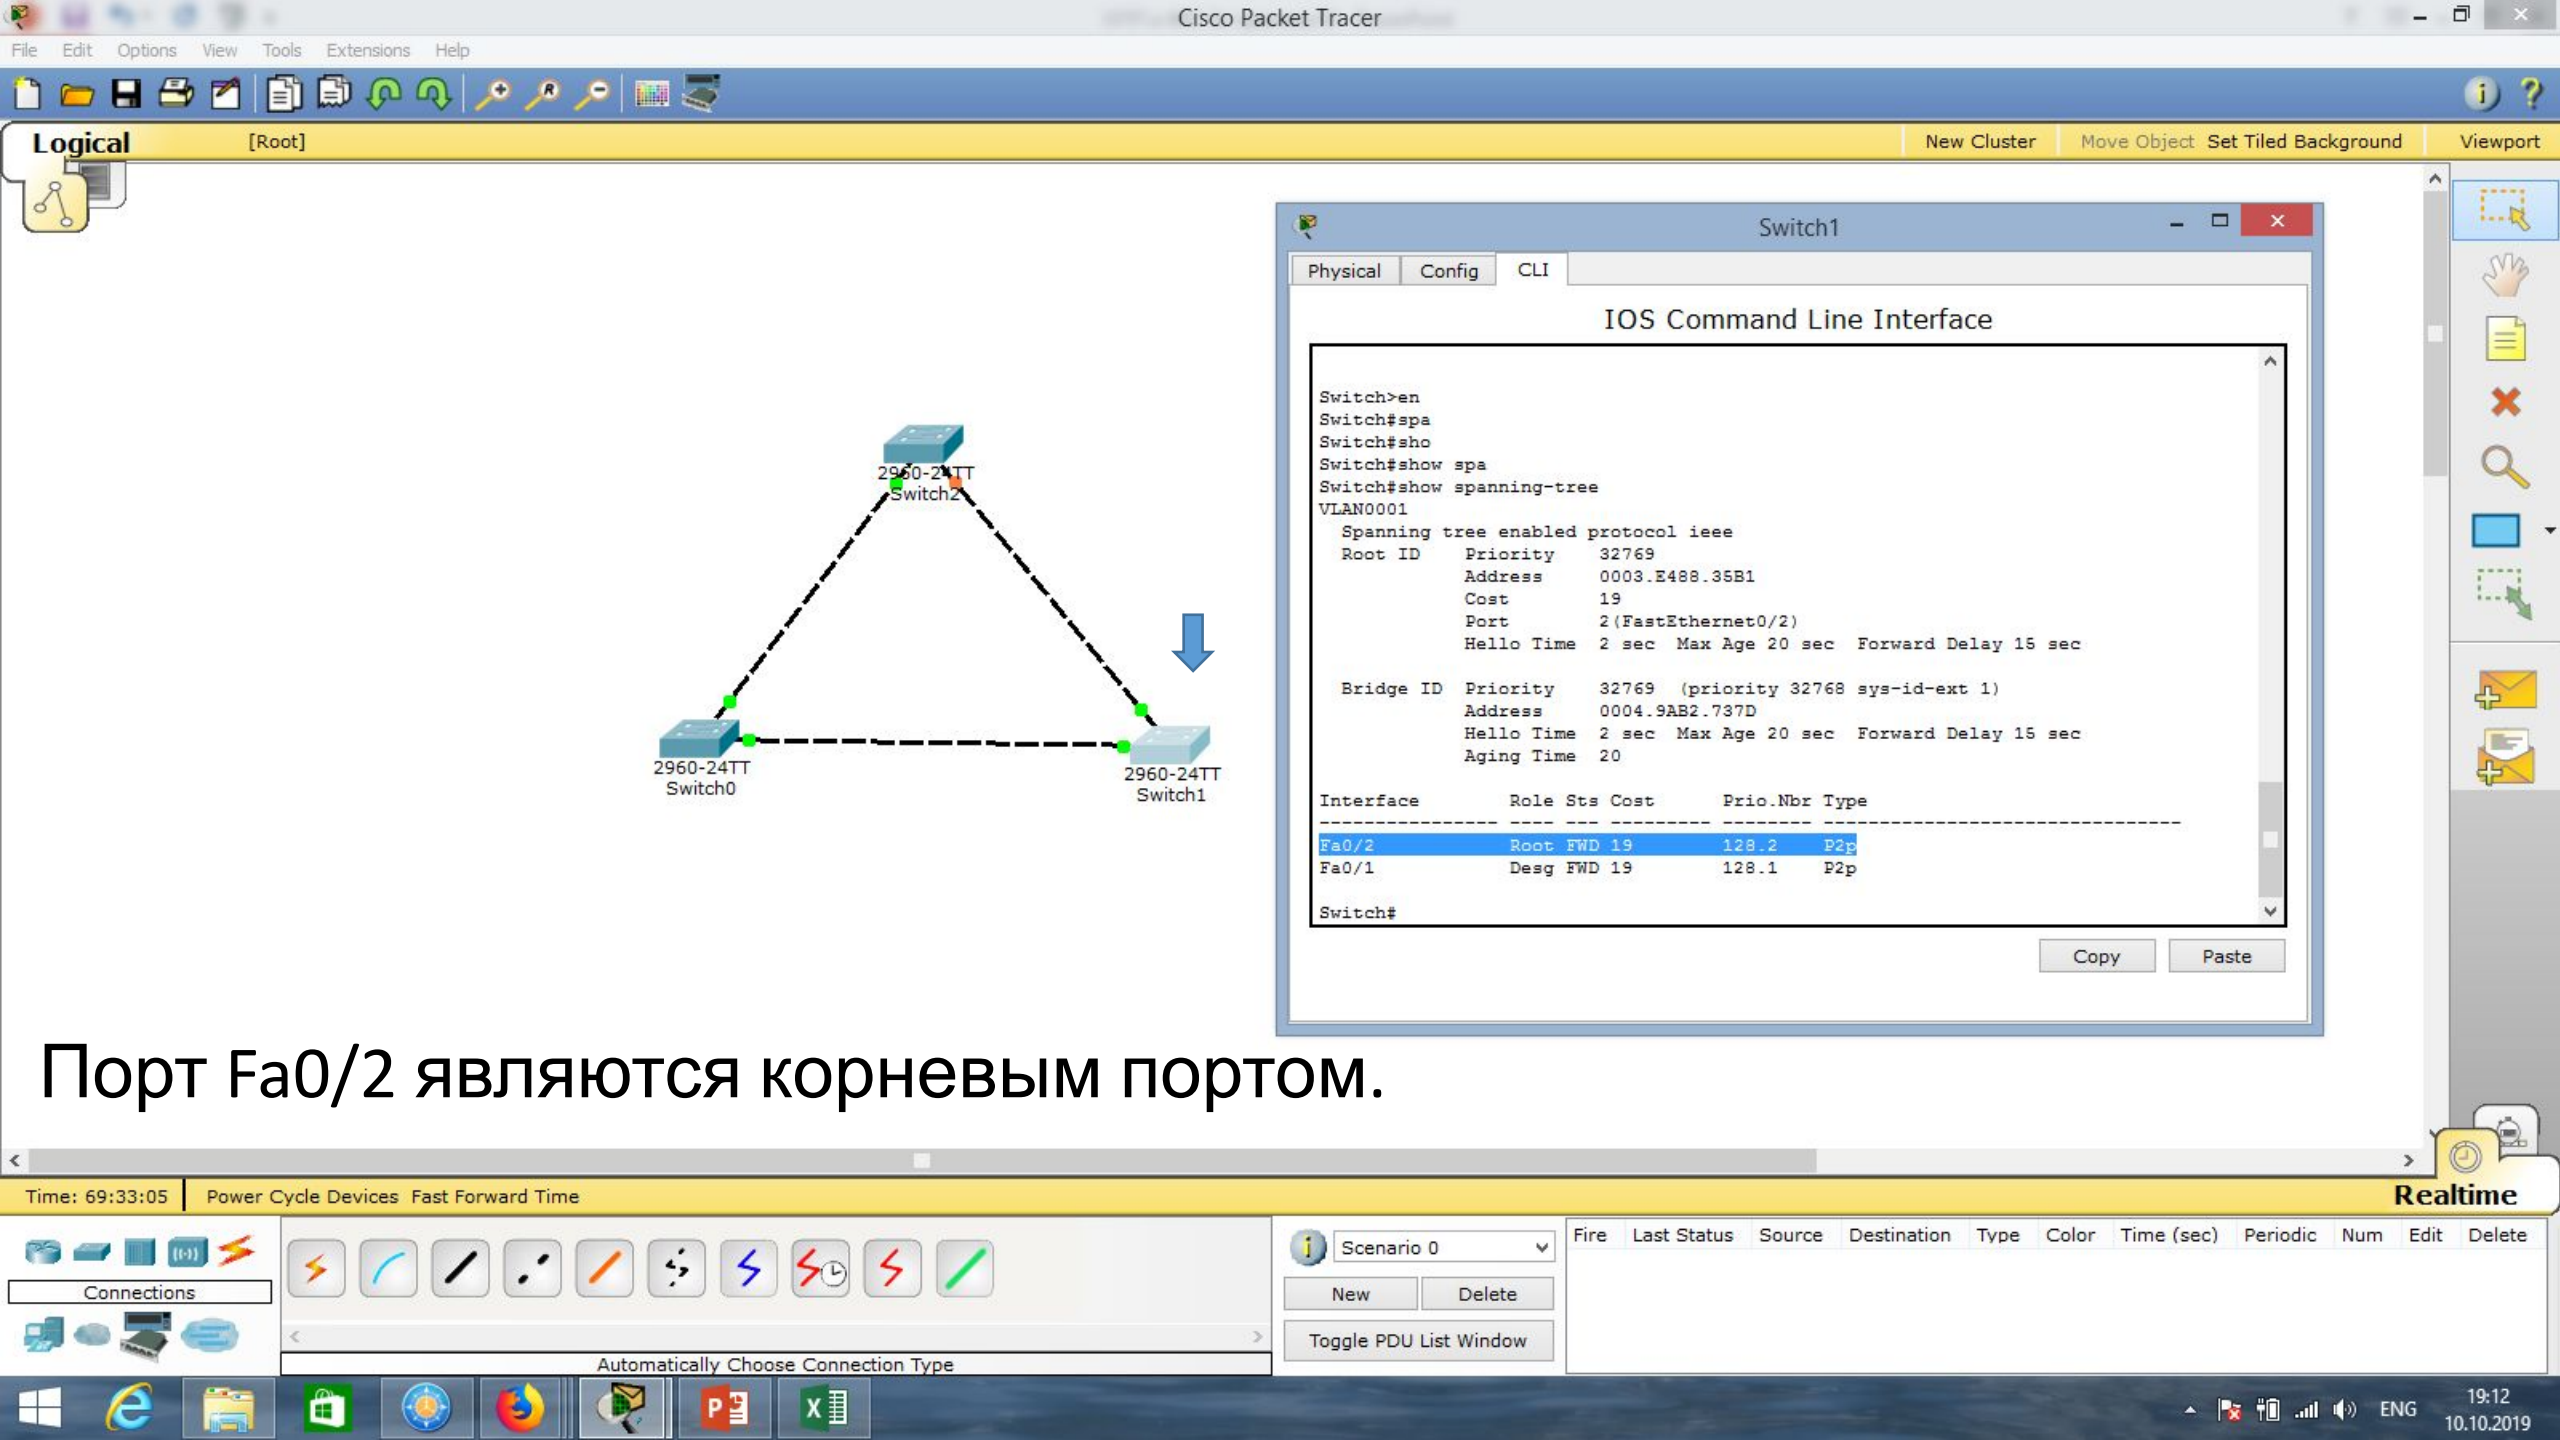 Cisco Packet Tracer
File Edit Options View Tools Extensions Help
Logical [Root] New Cluster Move Object Set Tiled Background Viewport
Switch1
Physical Config CLI
IOS Command Line Interface
Switch>en
Switch#spa
Switch#sho
Switch#show spa
Switch#show spanning-tree
VLAN0001
Spanning tree enabled protocol ieee
Root ID Priority 32769
Address 0003.E488.35B1
Cost 19
Port 2(FastEthernet0/2)
Hello Time 2 sec Max Age 20 sec Forward Delay 15 sec
Bridge ID Priority 32769 (priority 32768 sys-id-ext 1)
Address 0004.9AB2.737D
Hello Time 2 sec Max Age 20 sec Forward Delay 15 sec
Aging Time 20
Interface Role Sts Cost Prio.Nbr Type
---------------- ---- --- --------- -------- --------------------------------
Fa0/2 Root FWD 19 128.2 P2p
Fa0/1 Desg FWD 19 128.1 P2p
Switch#
Copy Paste
2960-24TT
Switch2
2960-24TT
Switch0
2960-24TT
Switch1
Порт Fa0/2 являются корневым портом.
Time: 69:33:05 Power Cycle Devices Fast Forward Time Realtime
Connections
Automatically Choose Connection Type
Scenario 0
New Delete
Toggle PDU List Window
Fire Last Status Source Destination Type Color Time (sec) Periodic Num Edit Delete
ENG
19:12
10.10.2019